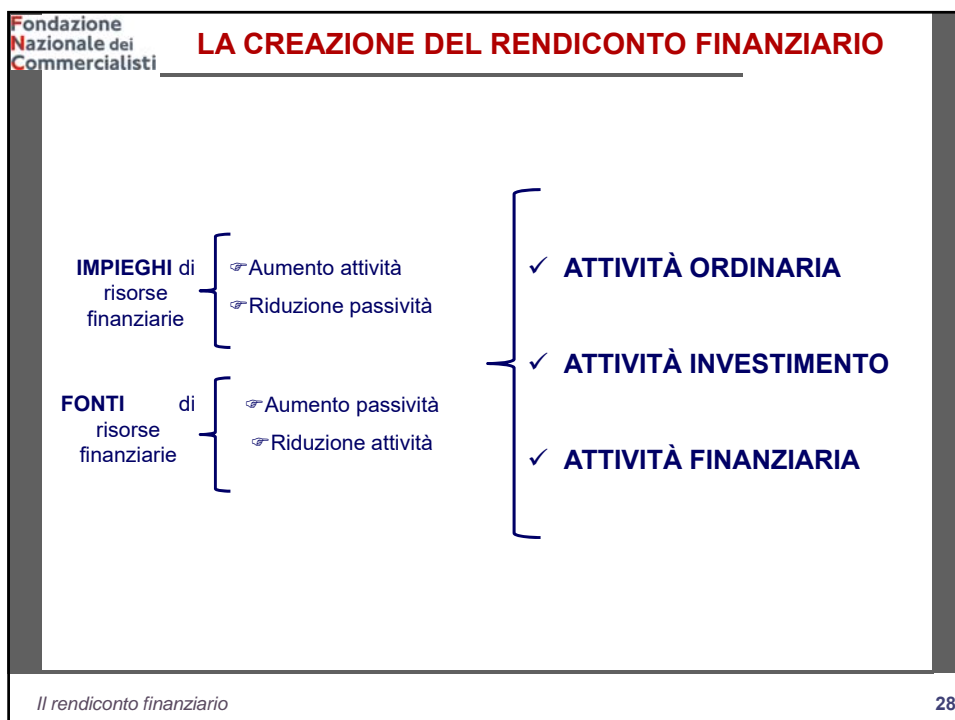 Fondazione
Nazionale dei
Commercialisti
LA CREAZIONE DEL RENDICONTO FINANZIARIO
IMPIEGHI di
risorse
finanziarie
☞Aumento attività
☞Riduzione passività
FONTI di
risorse
finanziarie
☞Aumento passività
☞Riduzione attività
✓ ATTIVITÀ ORDINARIA
✓ ATTIVITÀ INVESTIMENTO
✓ ATTIVITÀ FINANZIARIA
Il rendiconto finanziario
28